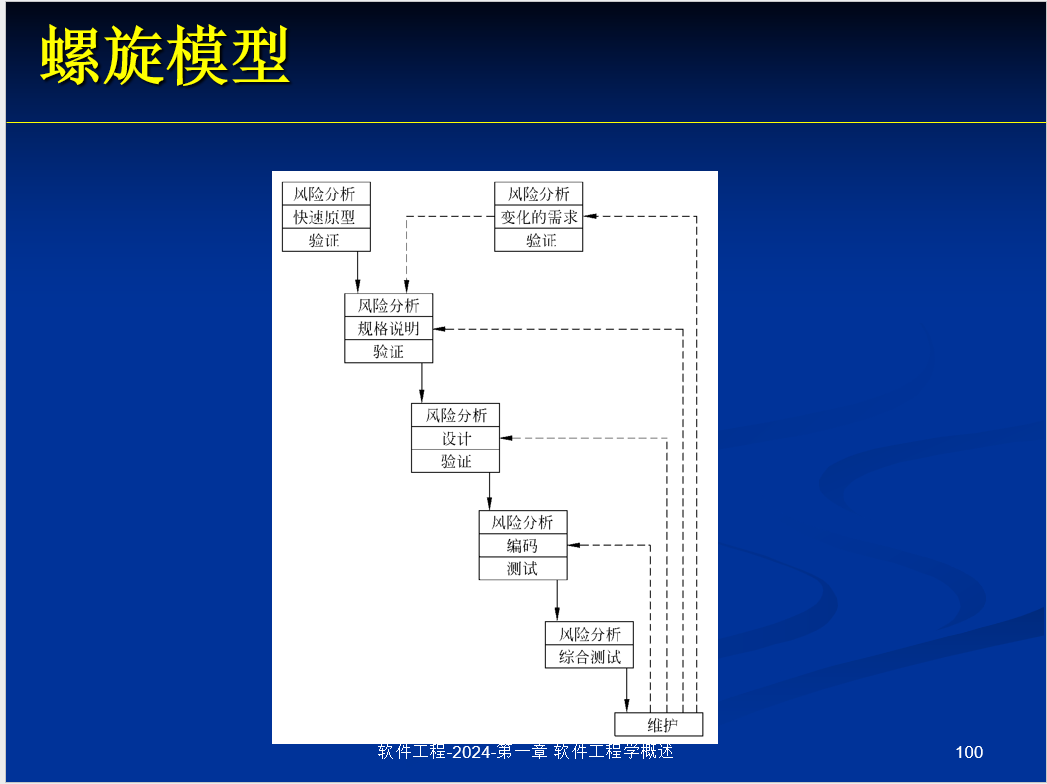 螺旋模型
风险分析
快速原型
验证
风险分析
变化的需求
验证
风险分析
规格说明
验证
风险分析
设计
验证
风险分析
编码
测试
风险分析
综合测试
维护
软件工程-2024-第一章 软件工程学概述
100